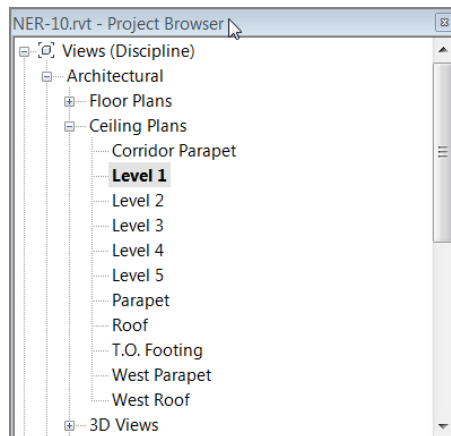 NER-10.rvt - Project Browser
Views (Discipline)
Architectural
Floor Plans
Ceiling Plans
Corridor Parapet
Level 1
Level 2
Level 3
Level 4
Level 5
Parapet
Roof
T.O. Footing
West Parapet
West Roof
3D Views